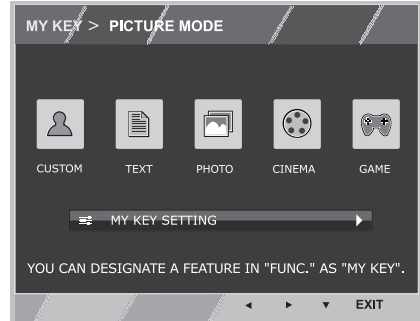 MY KEY > PICTURE MODE
CUSTOM TEXT PHOTO CINEMA GAME
MY KEY SETTING
YOU CAN DESIGNATE A FEATURE IN "FUNC." AS "MY KEY".
EXIT